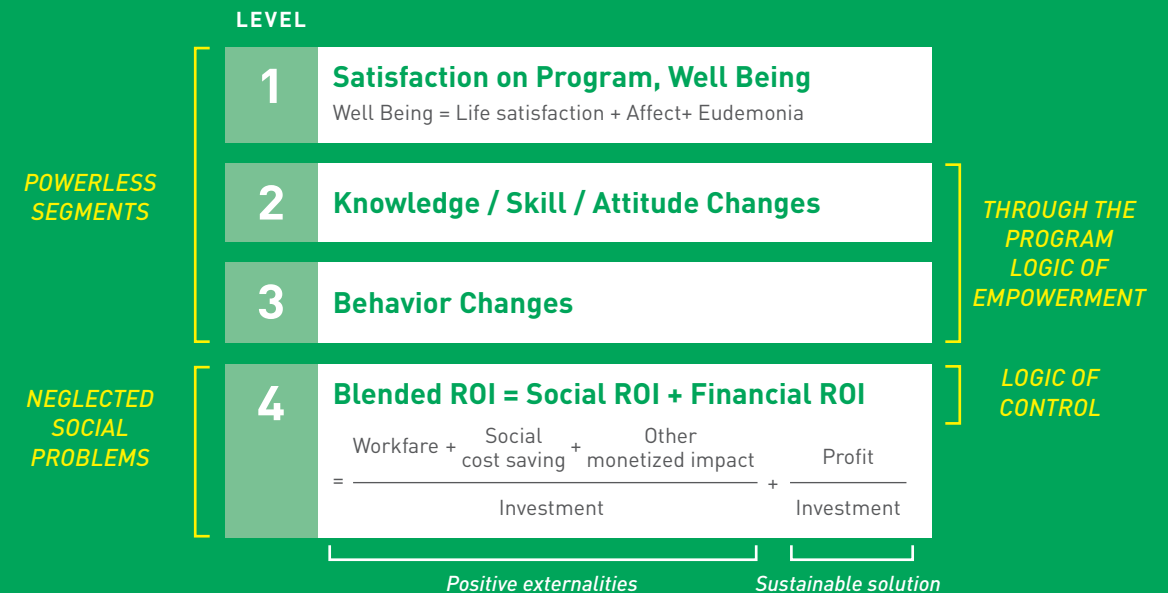 LEVEL
POWERLESS
SEGMENTS
1
Satisfaction on Program, Well Being
Well Being = Life satisfaction + Affect+ Eudemonia
2
Knowledge / Skill / Attitude Changes
3
Behavior Changes
THROUGH THE
PROGRAM
LOGIC OF
EMPOWERMENT
NEGLECTED
SOCIAL
PROBLEMS
4
Blended ROI = Social ROI + Financial ROI
= Workfare + Social cost saving + Other monetized impact
Investment
+ Profit
Investment
LOGIC OF
CONTROL
Positive externalities
Sustainable solution